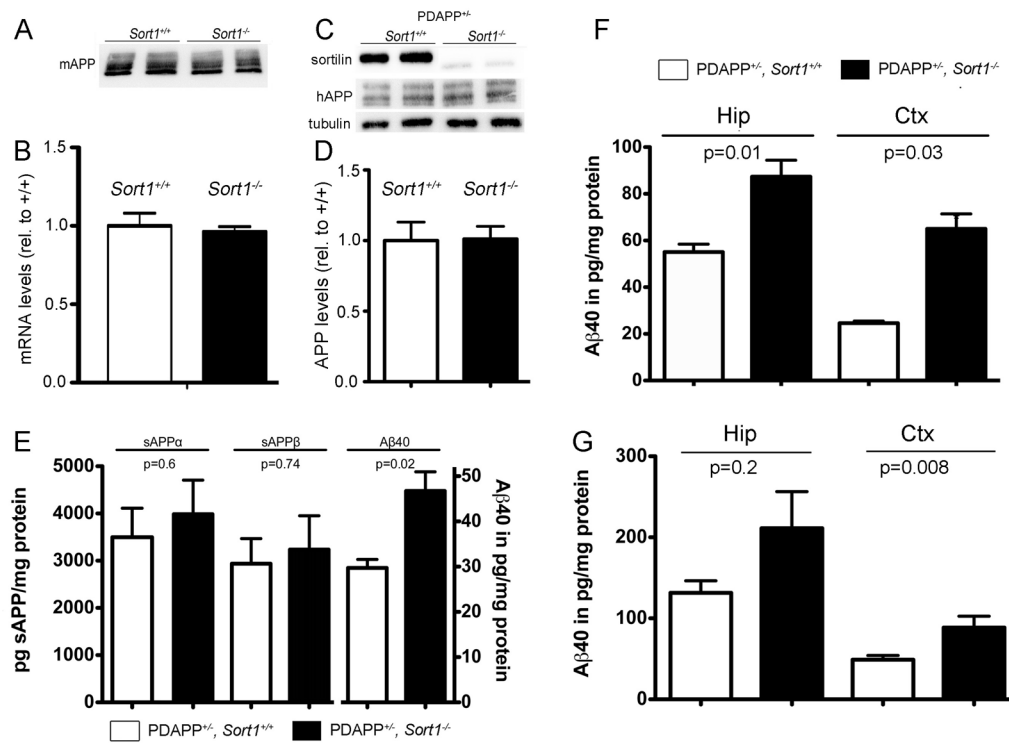 A
Sort1+/+ Sort1-/-
mAPP
B
mRNA levels (rel. to +/+)
1.5
1.0
0.5
0.0
Sort1+/+ Sort1-/-
C
PDAPP+/-
Sort1+/+ Sort1-/-
sortilin
hAPP
tubulin
D
APP levels (rel. to +/+)
1.5
1.0
0.5
0.0
Sort1+/+ Sort1-/-
E
sAPPα sAPPβ Aβ40
p=0.6 p=0.74 p=0.02
pg sAPP/mg protein
5000
4000
3000
2000
1000
0
Aβ40 in pg/mg protein
50
40
30
20
10
0
PDAPP+/-, Sort1+/+ PDAPP+/-, Sort1-/-
F
PDAPP+/-, Sort1+/+ PDAPP+/-, Sort1-/-
Hip Ctx
p=0.01 p=0.03
Aβ40 in pg/mg protein
100
80
60
40
20
0
*
G
Hip Ctx
p=0.2 p=0.008
Aβ40 in pg/mg protein
300
200
100
0